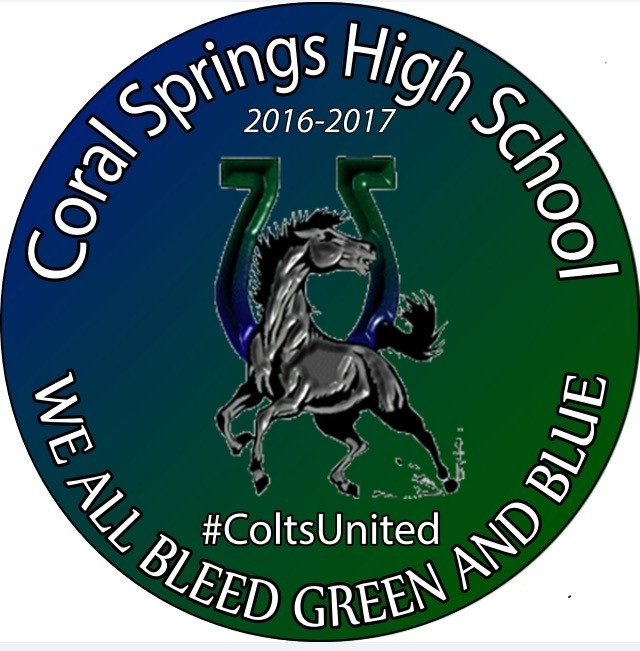 Coral Springs High School
2016-2017
#ColtsUnited
WE ALL BLEED GREEN AND BLUE